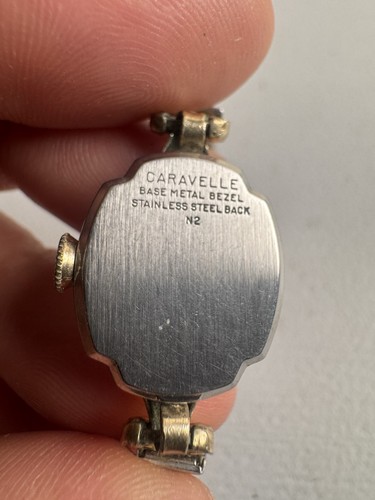 CARAVELLE
BASE METAL BEZEL
STAINLESS STEEL BACK
N2